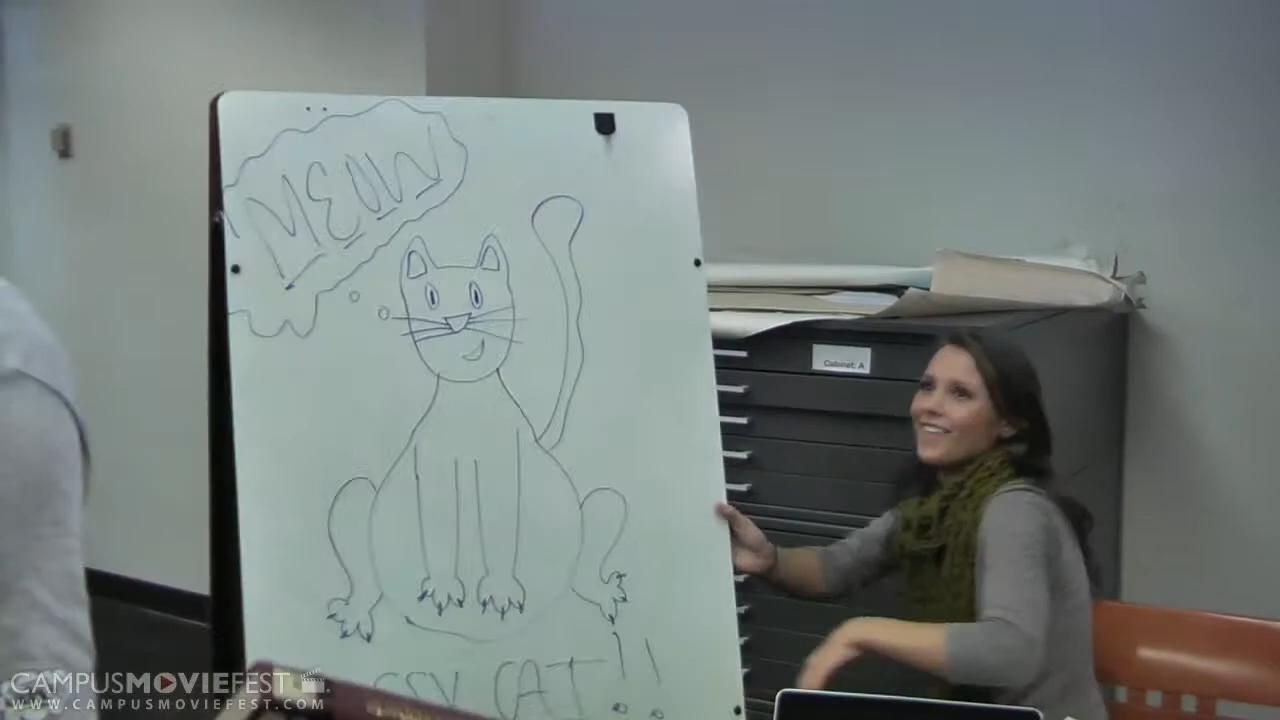 MEOW
Cabinet: A
CAT!!
CAMPUSMOVIEFEST
WWW.CAMPUSMOVIEFEST.COM